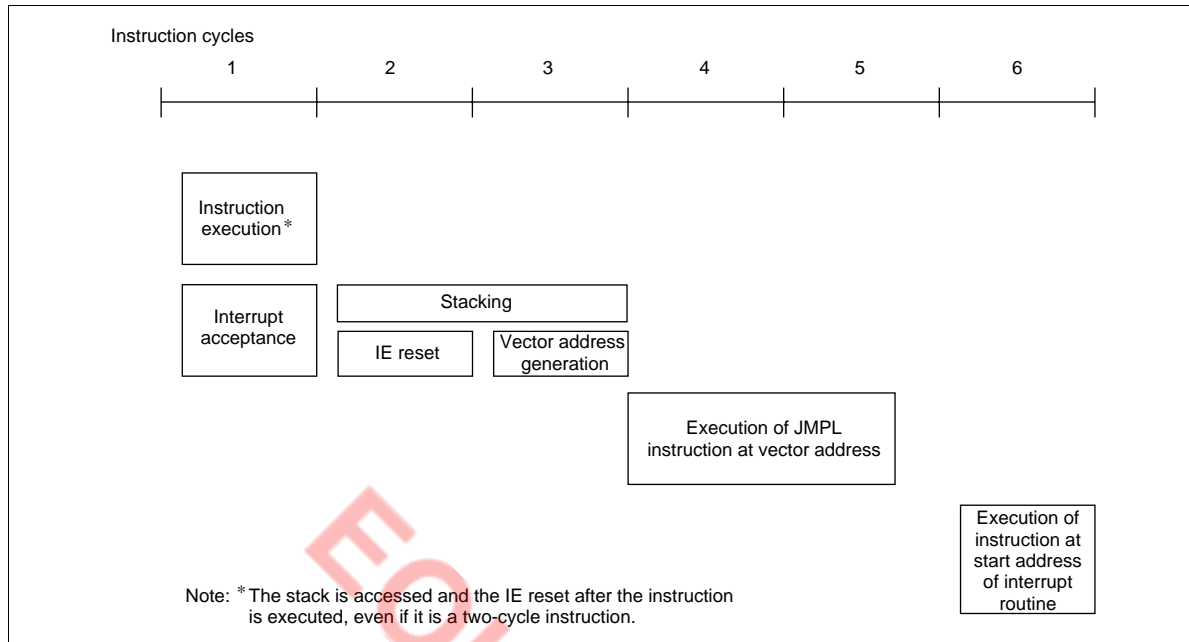 Instruction cycles
1 2 3 4 5 6
Instruction
execution*
Interrupt
acceptance
Stacking
IE reset
Vector address
generation
Execution of JMPL
instruction at vector address
Execution of
instruction at
start address
of interrupt
routine
Note: * The stack is accessed and the IE reset after the instruction
is executed, even if it is a two-cycle instruction.